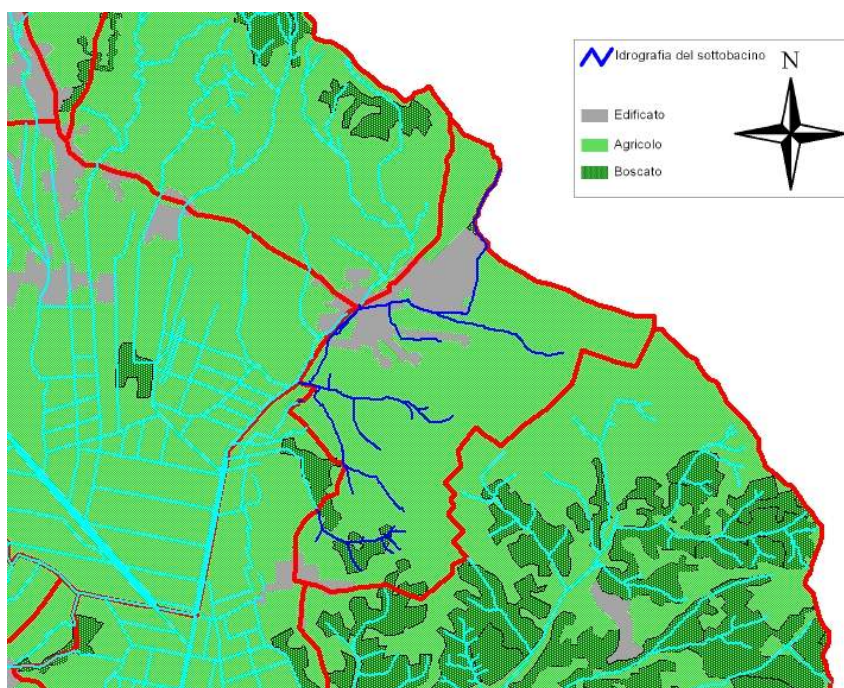 Idrografia del sottobacino
N
Edificato
Agricolo
Boscato